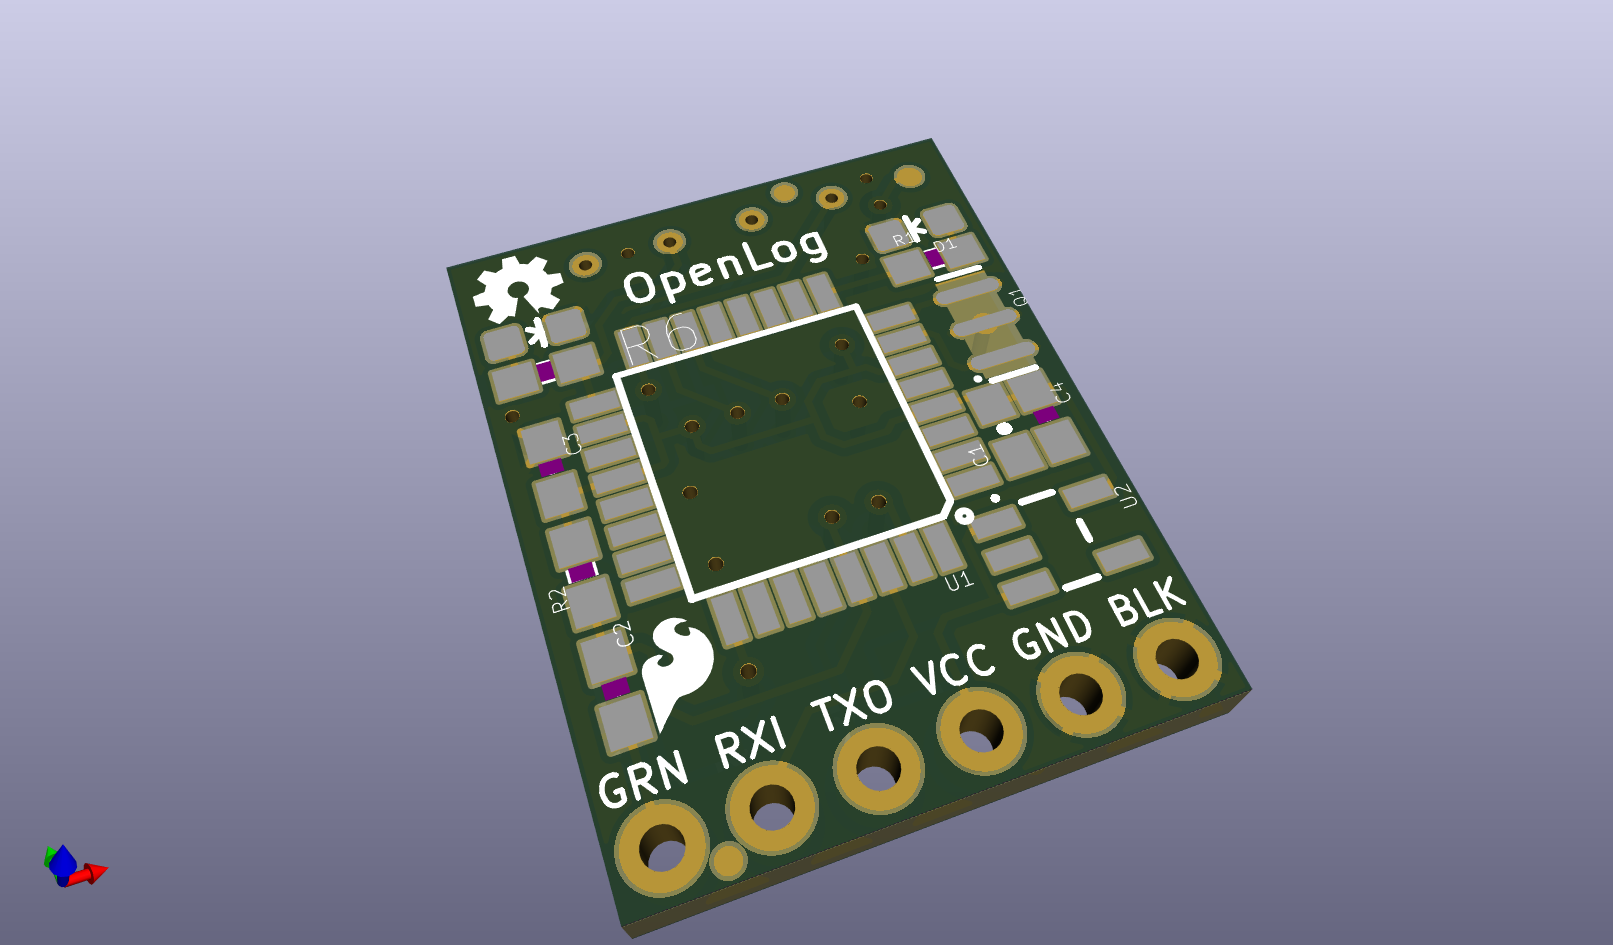 OpenLog
R1
D1
Q1
R6
C3
C4
C1
U2
R2
U1
C2
GRN RXI TXO VCC GND BLK